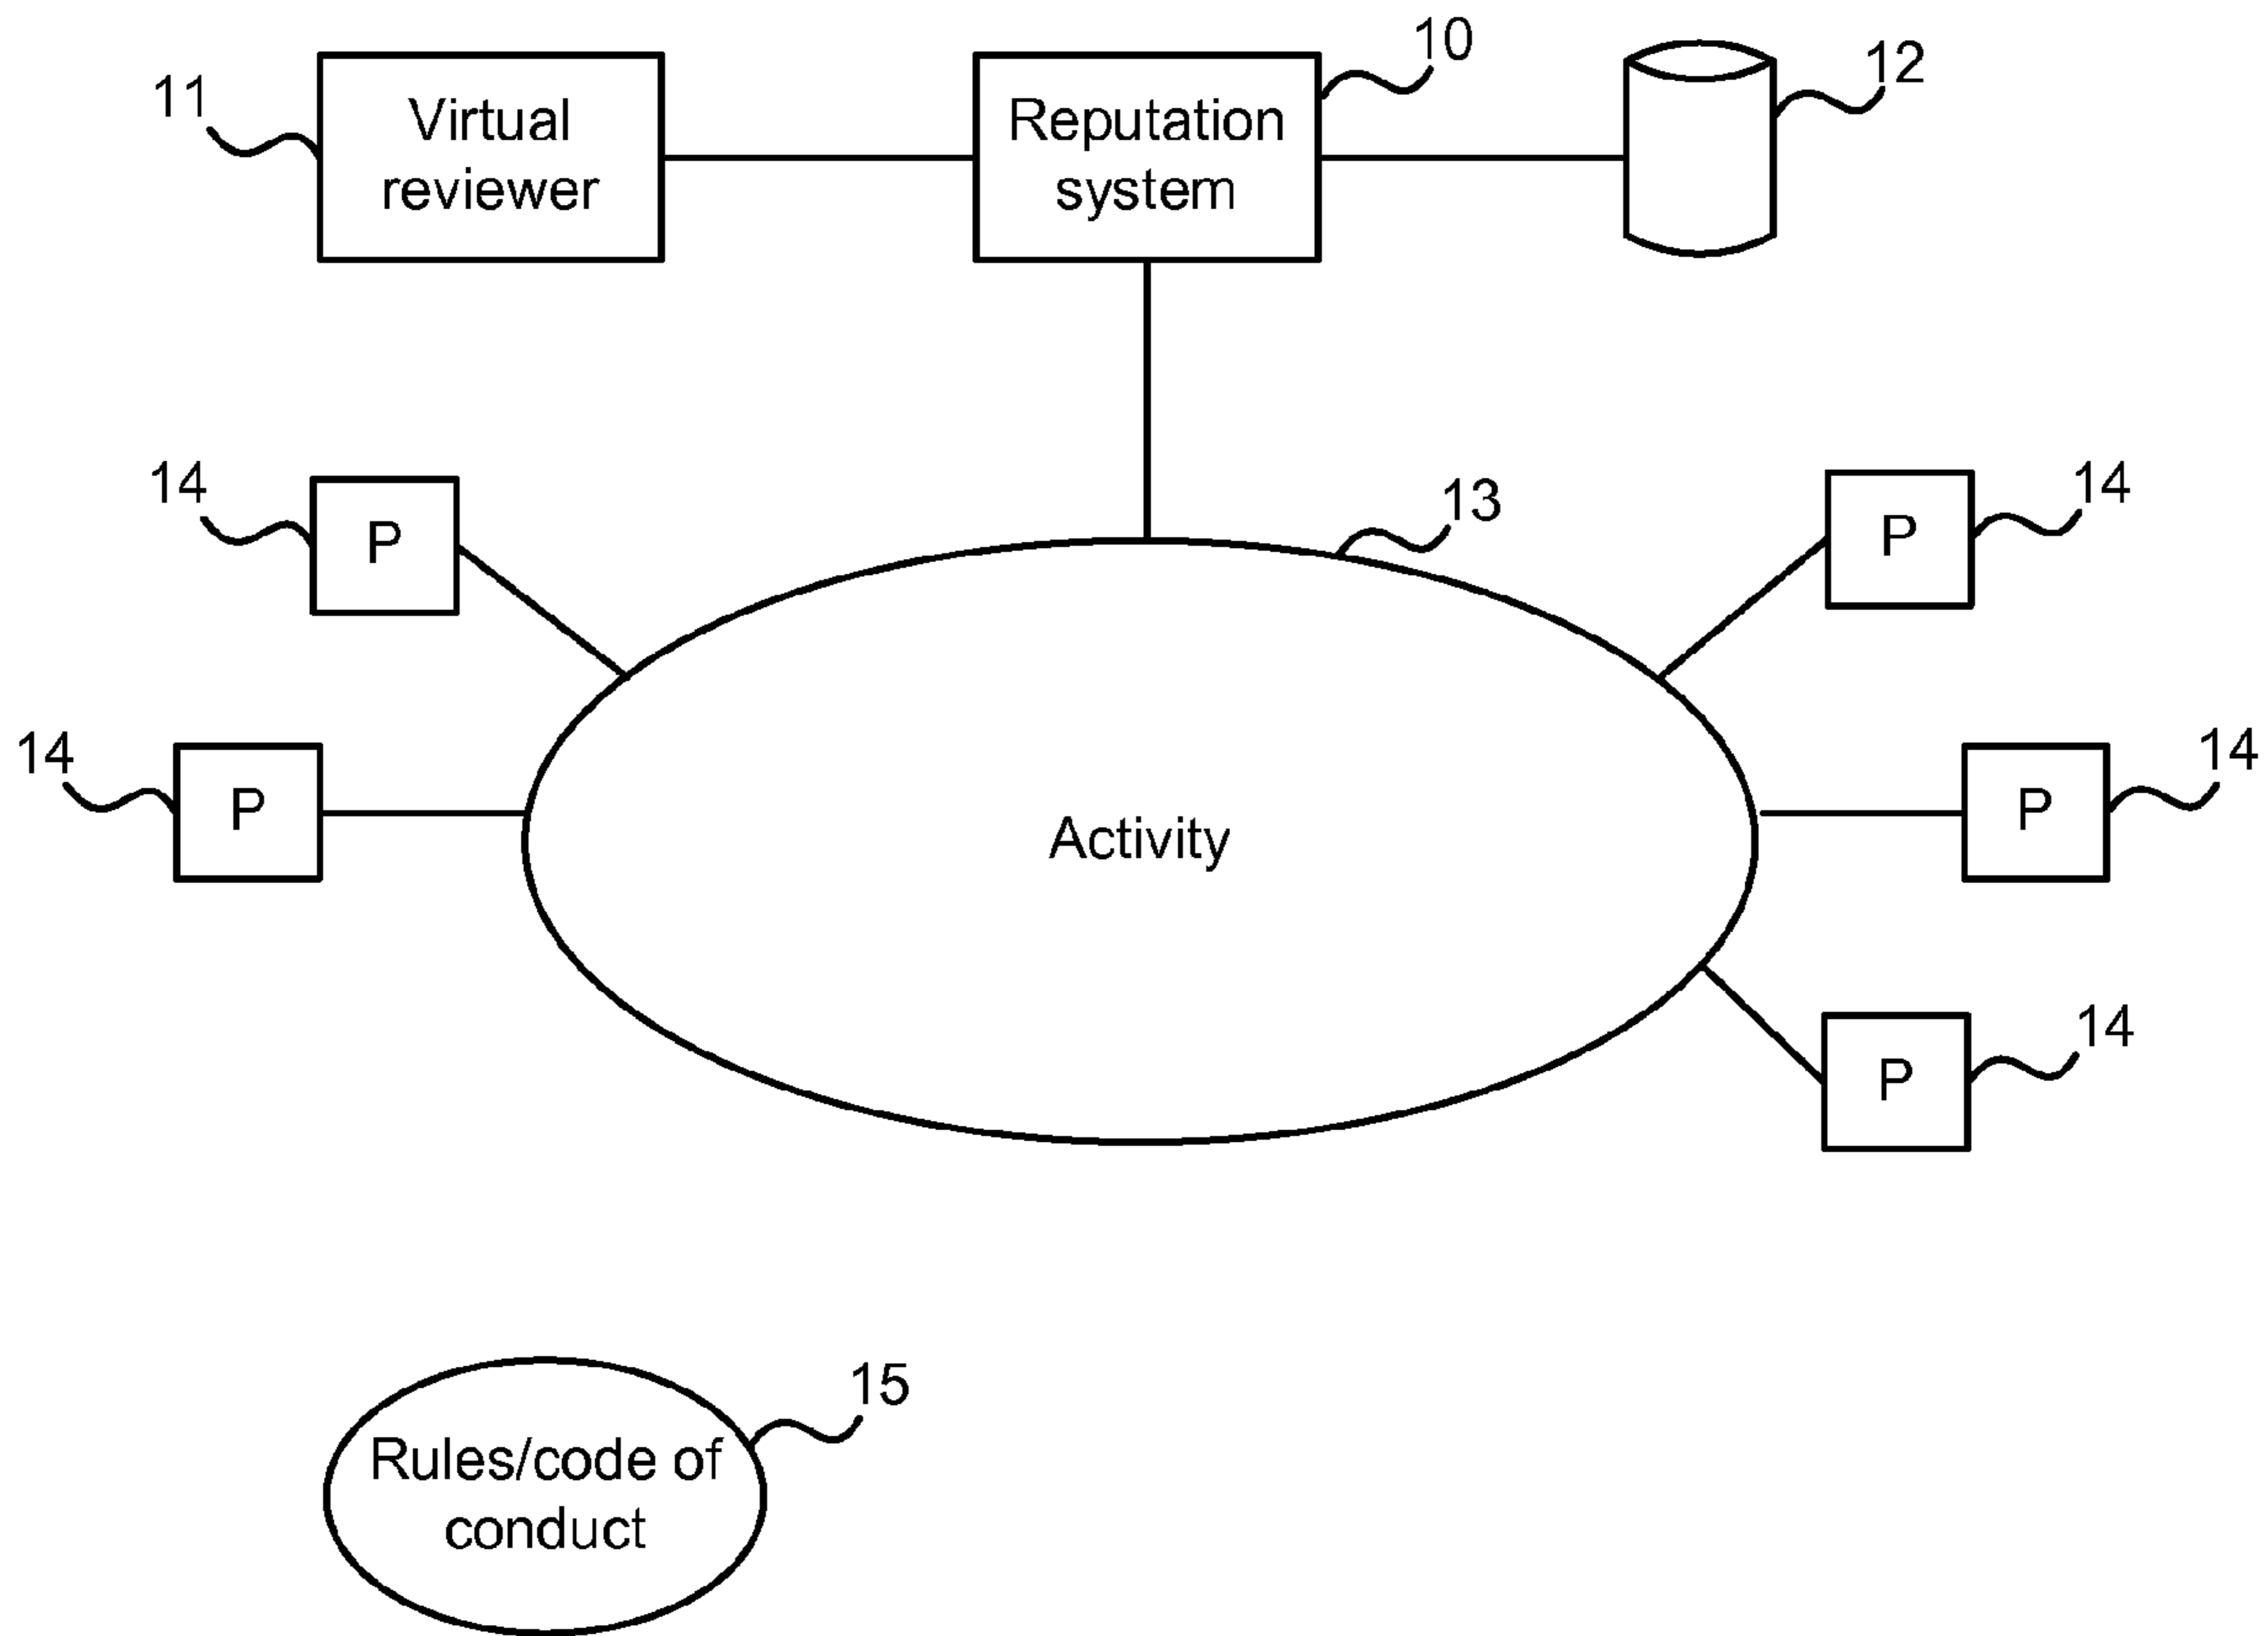 10
11
Virtual
reviewer
Reputation
system
12
14
P
13
P
14
14
P
Activity
P
14
P
14
15
Rules/code of
conduct